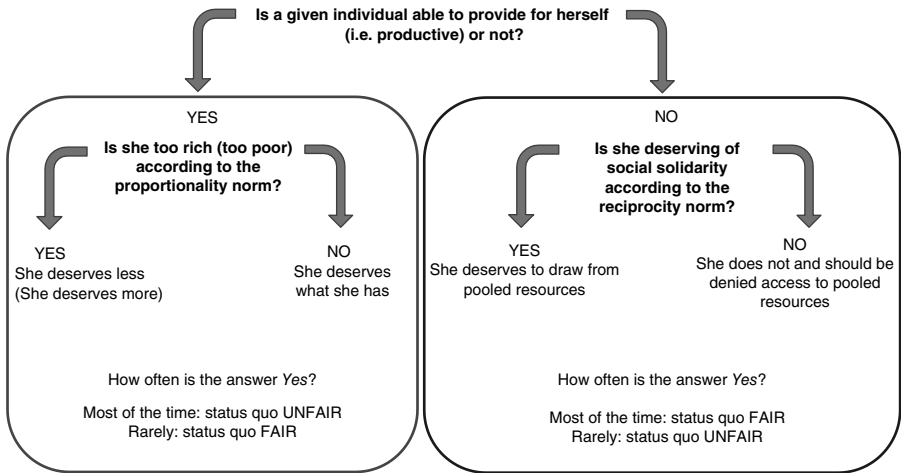 Is a given individual able to provide for herself
(i.e. productive) or not?
YES
Is she too rich (too poor)
according to the
proportionality norm?
YES
She deserves less
(She deserves more)
NO
She deserves
what she has
How often is the answer Yes?
Most of the time: status quo UNFAIR
Rarely: status quo FAIR
NO
Is she deserving of
social solidarity
according to the
reciprocity norm?
YES
She deserves to draw from
pooled resources
NO
She does not and should be
denied access to pooled
resources
How often is the answer Yes?
Most of the time: status quo FAIR
Rarely: status quo UNFAIR